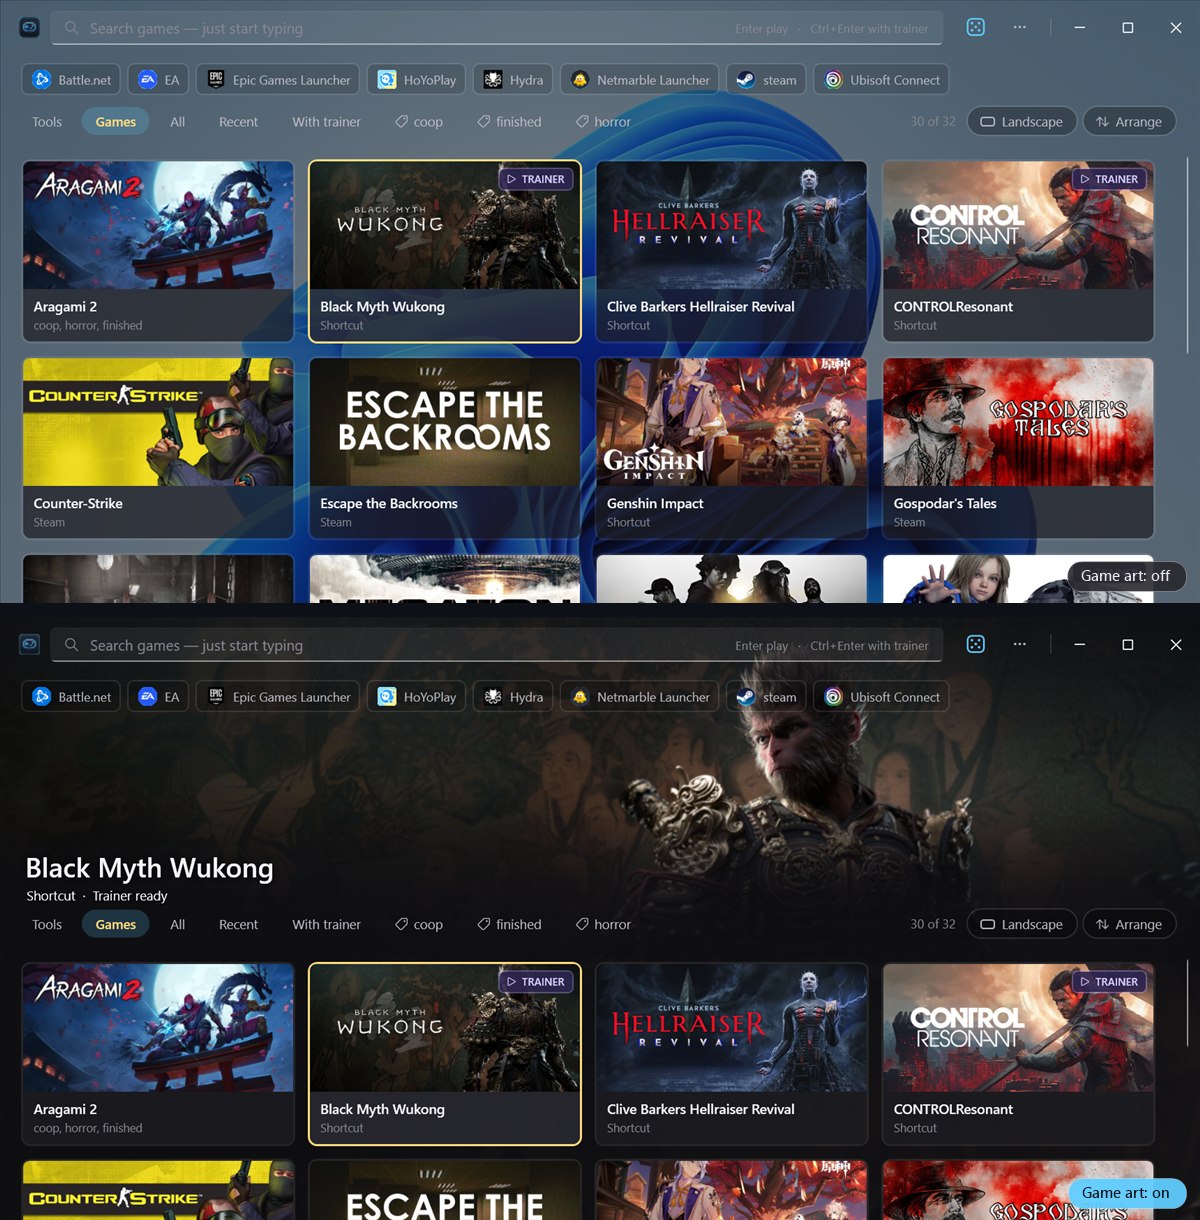 Search games — just start typing
Enter play · Ctrl+Enter with trainer
Battle.net
EA
Epic Games Launcher
HoYoPlay
Hydra
Netmarble Launcher
steam
Ubisoft Connect
Tools
Games
All
Recent
With trainer
coop
finished
horror
30 of 32
Landscape
Arrange
ARAGAMI 2
Aragami 2
coop, horror, finished
TRAINER
BLACK MYTH
WUKONG
Black Myth Wukong
Shortcut
CLIVE BARKER'S
HELLRAISER
REVIVAL
Clive Barkers Hellraiser Revival
Shortcut
TRAINER
CONTROL
RESONANT
CONTROLResonant
Shortcut
COUNTER-STRIKE
Counter-Strike
Steam
ESCAPE THE
BACKROOMS
Escape the Backrooms
Steam
原神
GENSHIN
IMPACT
Genshin Impact
Shortcut
GOSPODAR'S
TALES
Gospodar's Tales
Steam
Game art: off
Search games — just start typing
Enter play · Ctrl+Enter with trainer
Battle.net
EA
Epic Games Launcher
HoYoPlay
Hydra
Netmarble Launcher
steam
Ubisoft Connect
Black Myth Wukong
Shortcut · Trainer ready
Tools
Games
All
Recent
With trainer
coop
finished
horror
30 of 32
Landscape
Arrange
ARAGAMI 2
Aragami 2
coop, horror, finished
TRAINER
BLACK MYTH
WUKONG
Black Myth Wukong
Shortcut
CLIVE BARKER'S
HELLRAISER
REVIVAL
Clive Barkers Hellraiser Revival
Shortcut
TRAINER
CONTROL
RESONANT
CONTROLResonant
Shortcut
COUNTER-STRIKE
ESCAPE THE
原神
GOSPODAR'S
Game art: on